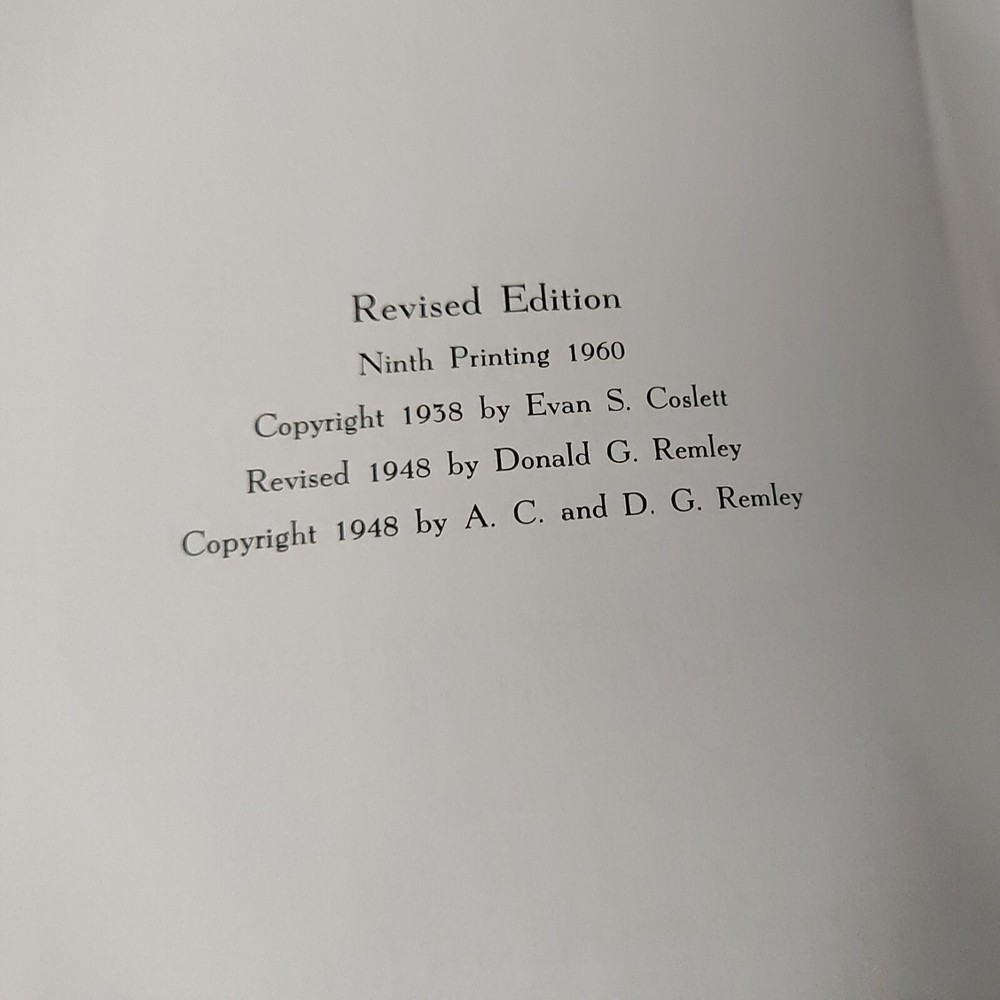 Revised Edition
Ninth Printing 1960
Copyright 1938 by Evan S. Coslett
Revised 1948 by Donald G. Remley
Copyright 1948 by A. C. and D. G. Remley